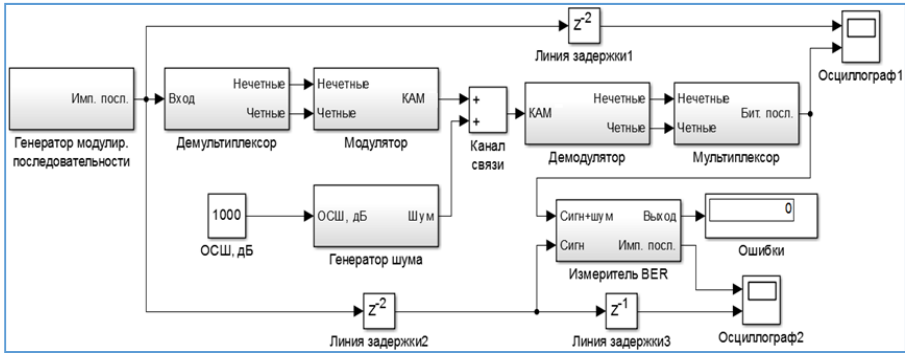 z⁻²
Линия задержки1
Осциллограф1
Имп. посл.
Генератор модулир.
последовательности
Вход
Нечетные
Четные
Демультиплексор
Нечетные
Четные
КАМ
Модулятор
+
+
Канал
связи
КАМ
Нечетные
Четные
Демодулятор
Нечетные
Четные
Бит. посл.
Мультиплексор
1000
ОСШ, дБ
ОСШ, дБ
Шум
Генератор шума
Сигн+шум
Выход
Сигн
Имп. посл.
Измеритель BER
0
Ошибки
z⁻²
Линия задержки2
z⁻¹
Линия задержки3
Осциллограф2